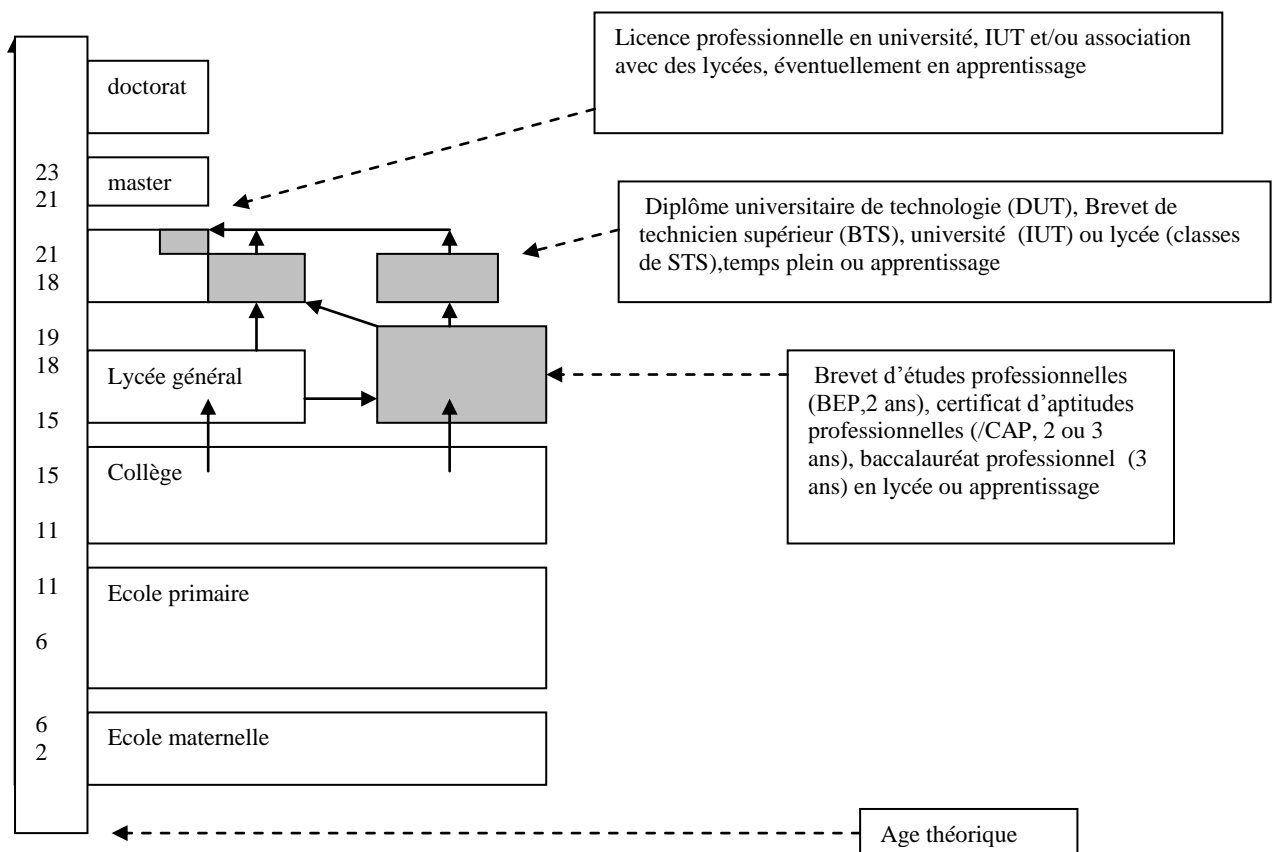 Licence professionnelle en université, IUT et/ou association
avec des lycées, éventuellement en apprentissage
doctorat
23
21
master
Diplôme universitaire de technologie (DUT), Brevet de
technicien supérieur (BTS), université (IUT) ou lycée (classes
de STS),temps plein ou apprentissage
21
18
19
18
15
Lycée général
Brevet d'études professionnelles
(BEP,2 ans), certificat d'aptitudes
professionnelles (/CAP, 2 ou 3
ans), baccalauréat professionnel (3
ans) en lycée ou apprentissage
15
11
Collège
11
6
Ecole primaire
6
2
Ecole maternelle
Age théorique